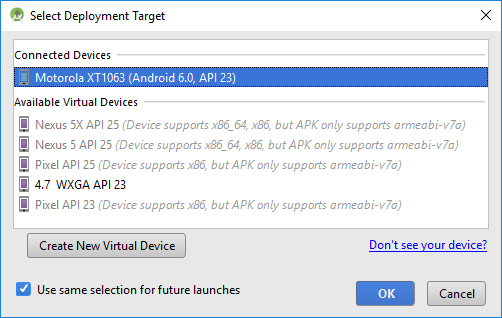 Select Deployment Target
Connected Devices
Motorola XT1063 (Android 6.0, API 23)
Available Virtual Devices
Nexus 5X API 25 (Device supports x86_64, x86, but APK only supports armeabi-v7a)
Nexus 5 API 25 (Device supports x86_64, x86, but APK only supports armeabi-v7a)
Pixel API 25 (Device supports x86, but APK only supports armeabi-v7a)
4.7 WXGA API 23
Pixel API 23 (Device supports x86, but APK only supports armeabi-v7a)
Create New Virtual Device
Don't see your device?
Use same selection for future launches
OK
Cancel